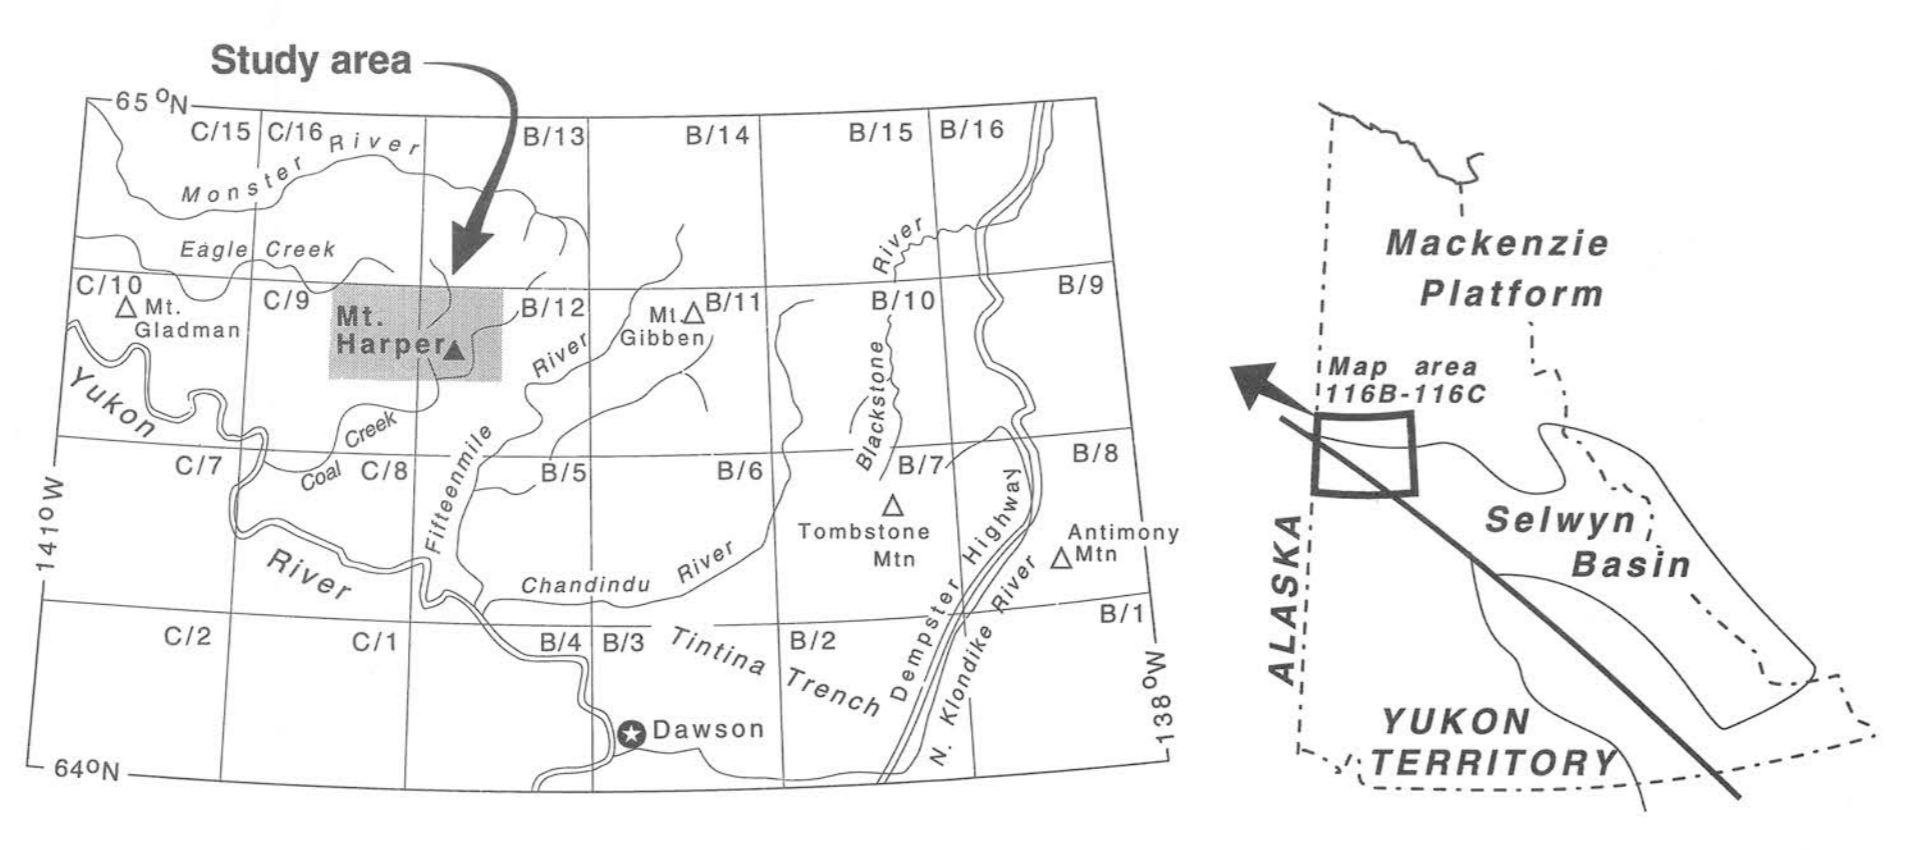 Study area
65°N
C/15
C/16
B/13
B/14
B/15
B/16
Monster River
Eagle Creek
River
C/10
Mt.
Gladman
C/9
Mt.
Harper
B/12
River
Mt.
Gibben
B/11
B/10
B/9
Yukon
Creek
Coal
Fifteenmile
Blackstone
C/7
C/8
B/5
B/6
B/7
B/8
141°W
River
Tombstone
Mtn
Highway
Antimony
Mtn
Chandindu River
Dempster
N. Klondike River
C/2
C/1
B/4
B/3
B/2
B/1
Tintina Trench
138°W
Dawson
64°N
Mackenzie
Platform
Map area
116B-116C
Selwyn
Basin
ALASKA
YUKON
TERRITORY